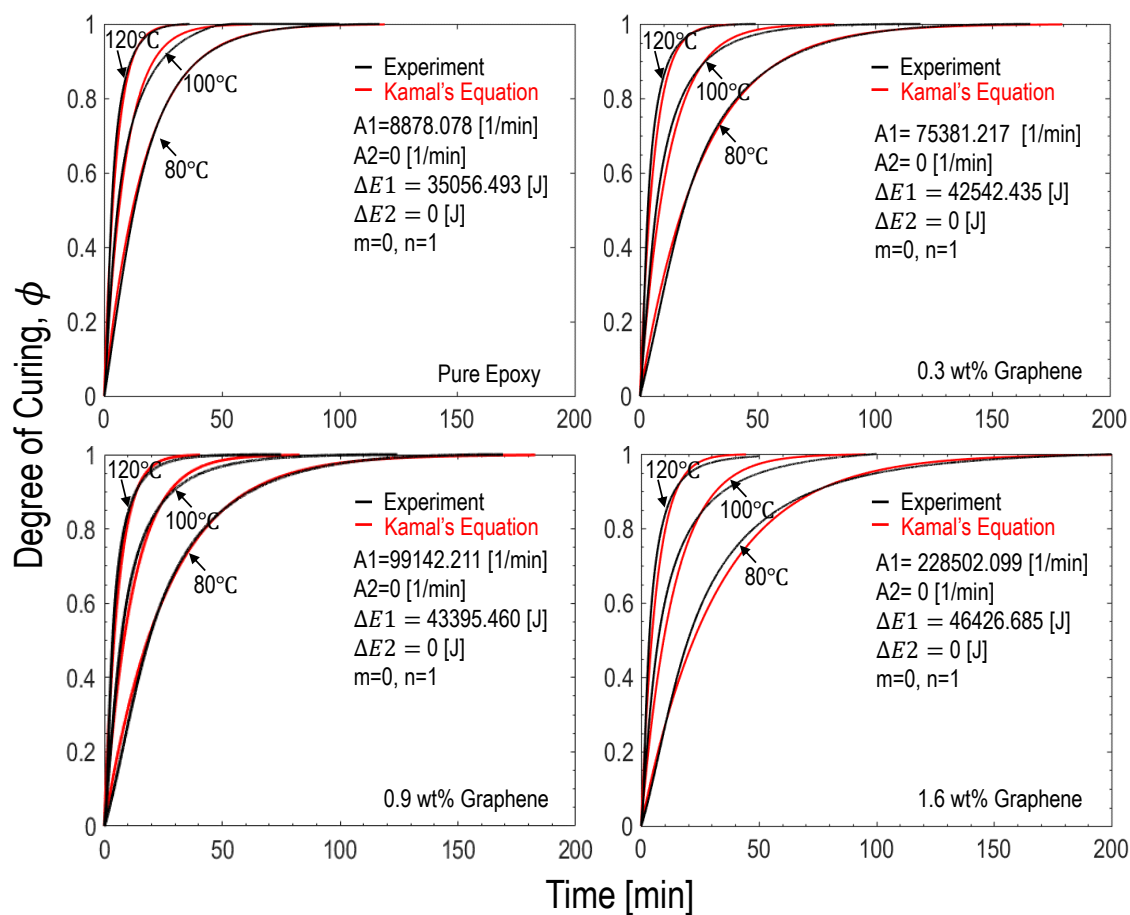 Degree of Curing, ϕ
1
0.8
0.6
0.4
0.2
0
120°C
100°C
80°C
Experiment
Kamal's Equation
A1=8878.078 [1/min]
A2=0 [1/min]
ΔE1 = 35056.493 [J]
ΔE2 = 0 [J]
m=0, n=1
Pure Epoxy
0 50 100 150 200
1
0.8
0.6
0.4
0.2
0
120°C
100°C
80°C
Experiment
Kamal's Equation
A1= 75381.217 [1/min]
A2= 0 [1/min]
ΔE1 = 42542.435 [J]
ΔE2 = 0 [J]
m=0, n=1
0.3 wt% Graphene
0 50 100 150 200
1
0.8
0.6
0.4
0.2
0
120°C
100°C
80°C
Experiment
Kamal's Equation
A1=99142.211 [1/min]
A2= 0 [1/min]
ΔE1 = 43395.460 [J]
ΔE2 = 0 [J]
m=0, n=1
0.9 wt% Graphene
0 50 100 150 200
1
0.8
0.6
0.4
0.2
0
120°C
100°C
80°C
Experiment
Kamal's Equation
A1= 228502.099 [1/min]
A2= 0 [1/min]
ΔE1 = 46426.685 [J]
ΔE2 = 0 [J]
m=0, n=1
1.6 wt% Graphene
0 50 100 150 200
Time [min]